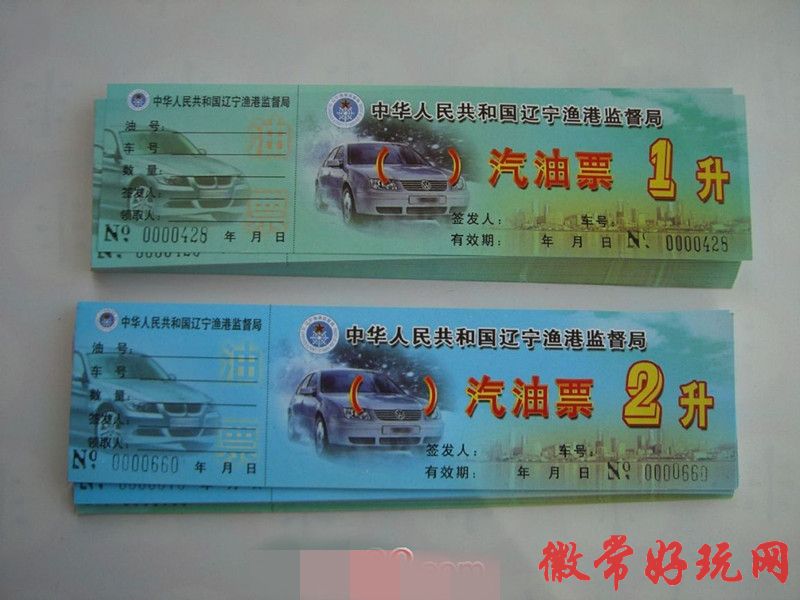 中华人民共和国辽宁渔港监督局
油 号：
车 号：
数 量：
签发人：
领取人：
№ 0000428 年 月 日
油票
中华人民共和国辽宁渔港监督局
（ ）汽油票 1升
签发人： 车号：
有效期： 年 月 日 № 0000428
中华人民共和国辽宁渔港监督局
油 号：
车 号：
数 量：
签发人：
领取人：
№ 0000660 年 月 日
油票
中华人民共和国辽宁渔港监督局
（ ）汽油票 2升
签发人： 车号：
有效期： 年 月 日 № 0000660
徽常好玩网